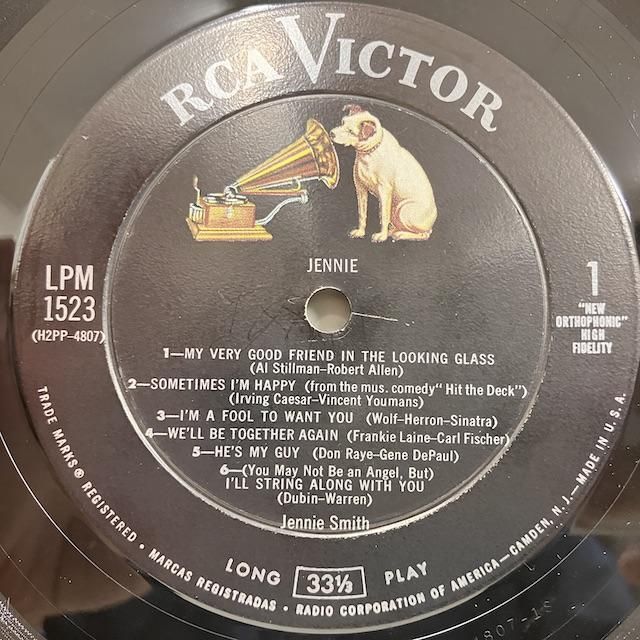 RCA VICTOR
JENNIE
LPM
1523
(H2PP-4807)
1
"NEW
ORTHOPHONIC"
HIGH
FIDELITY
1—MY VERY GOOD FRIEND IN THE LOOKING GLASS
(Al Stillman-Robert Allen)
2—SOMETIMES I'M HAPPY (from the mus. comedy" Hit the Deck")
(Irving Caesar-Vincent Youmans)
3—I'M A FOOL TO WANT YOU (Wolf-Herron-Sinatra)
4—WE'LL BE TOGETHER AGAIN (Frankie Laine-Carl Fischer)
5—HE'S MY GUY (Don Raye-Gene DePaul)
6—(You May Not Be an Angel, But)
I'LL STRING ALONG WITH YOU
(Dubin-Warren)
Jennie Smith
LONG 33⅓ PLAY
TRADE MARKS ® REGISTERED • MARCAS REGISTRADAS • RADIO CORPORATION OF AMERICA—CAMDEN, N. J.—MADE IN U.S.A.